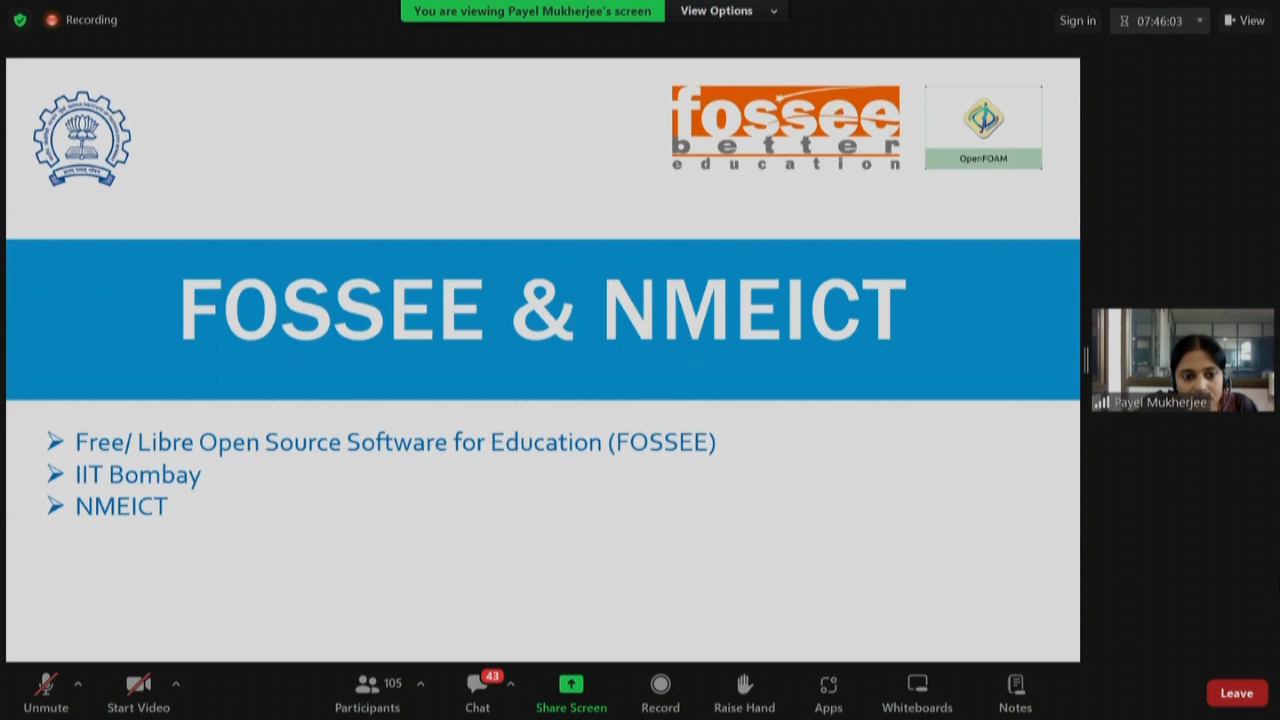 Recording
You are viewing Payel Mukherjee's screen
View Options
Sign in
07:46:03
View
fossee
better
education
OpenFOAM
FOSSEE & NMEICT
Free/ Libre Open Source Software for Education (FOSSEE)
IIT Bombay
NMEICT
Payel Mukherjee
Unmute
Start Video
105
Participants
43
Chat
Share Screen
Record
Raise Hand
Apps
Whiteboards
Notes
Leave